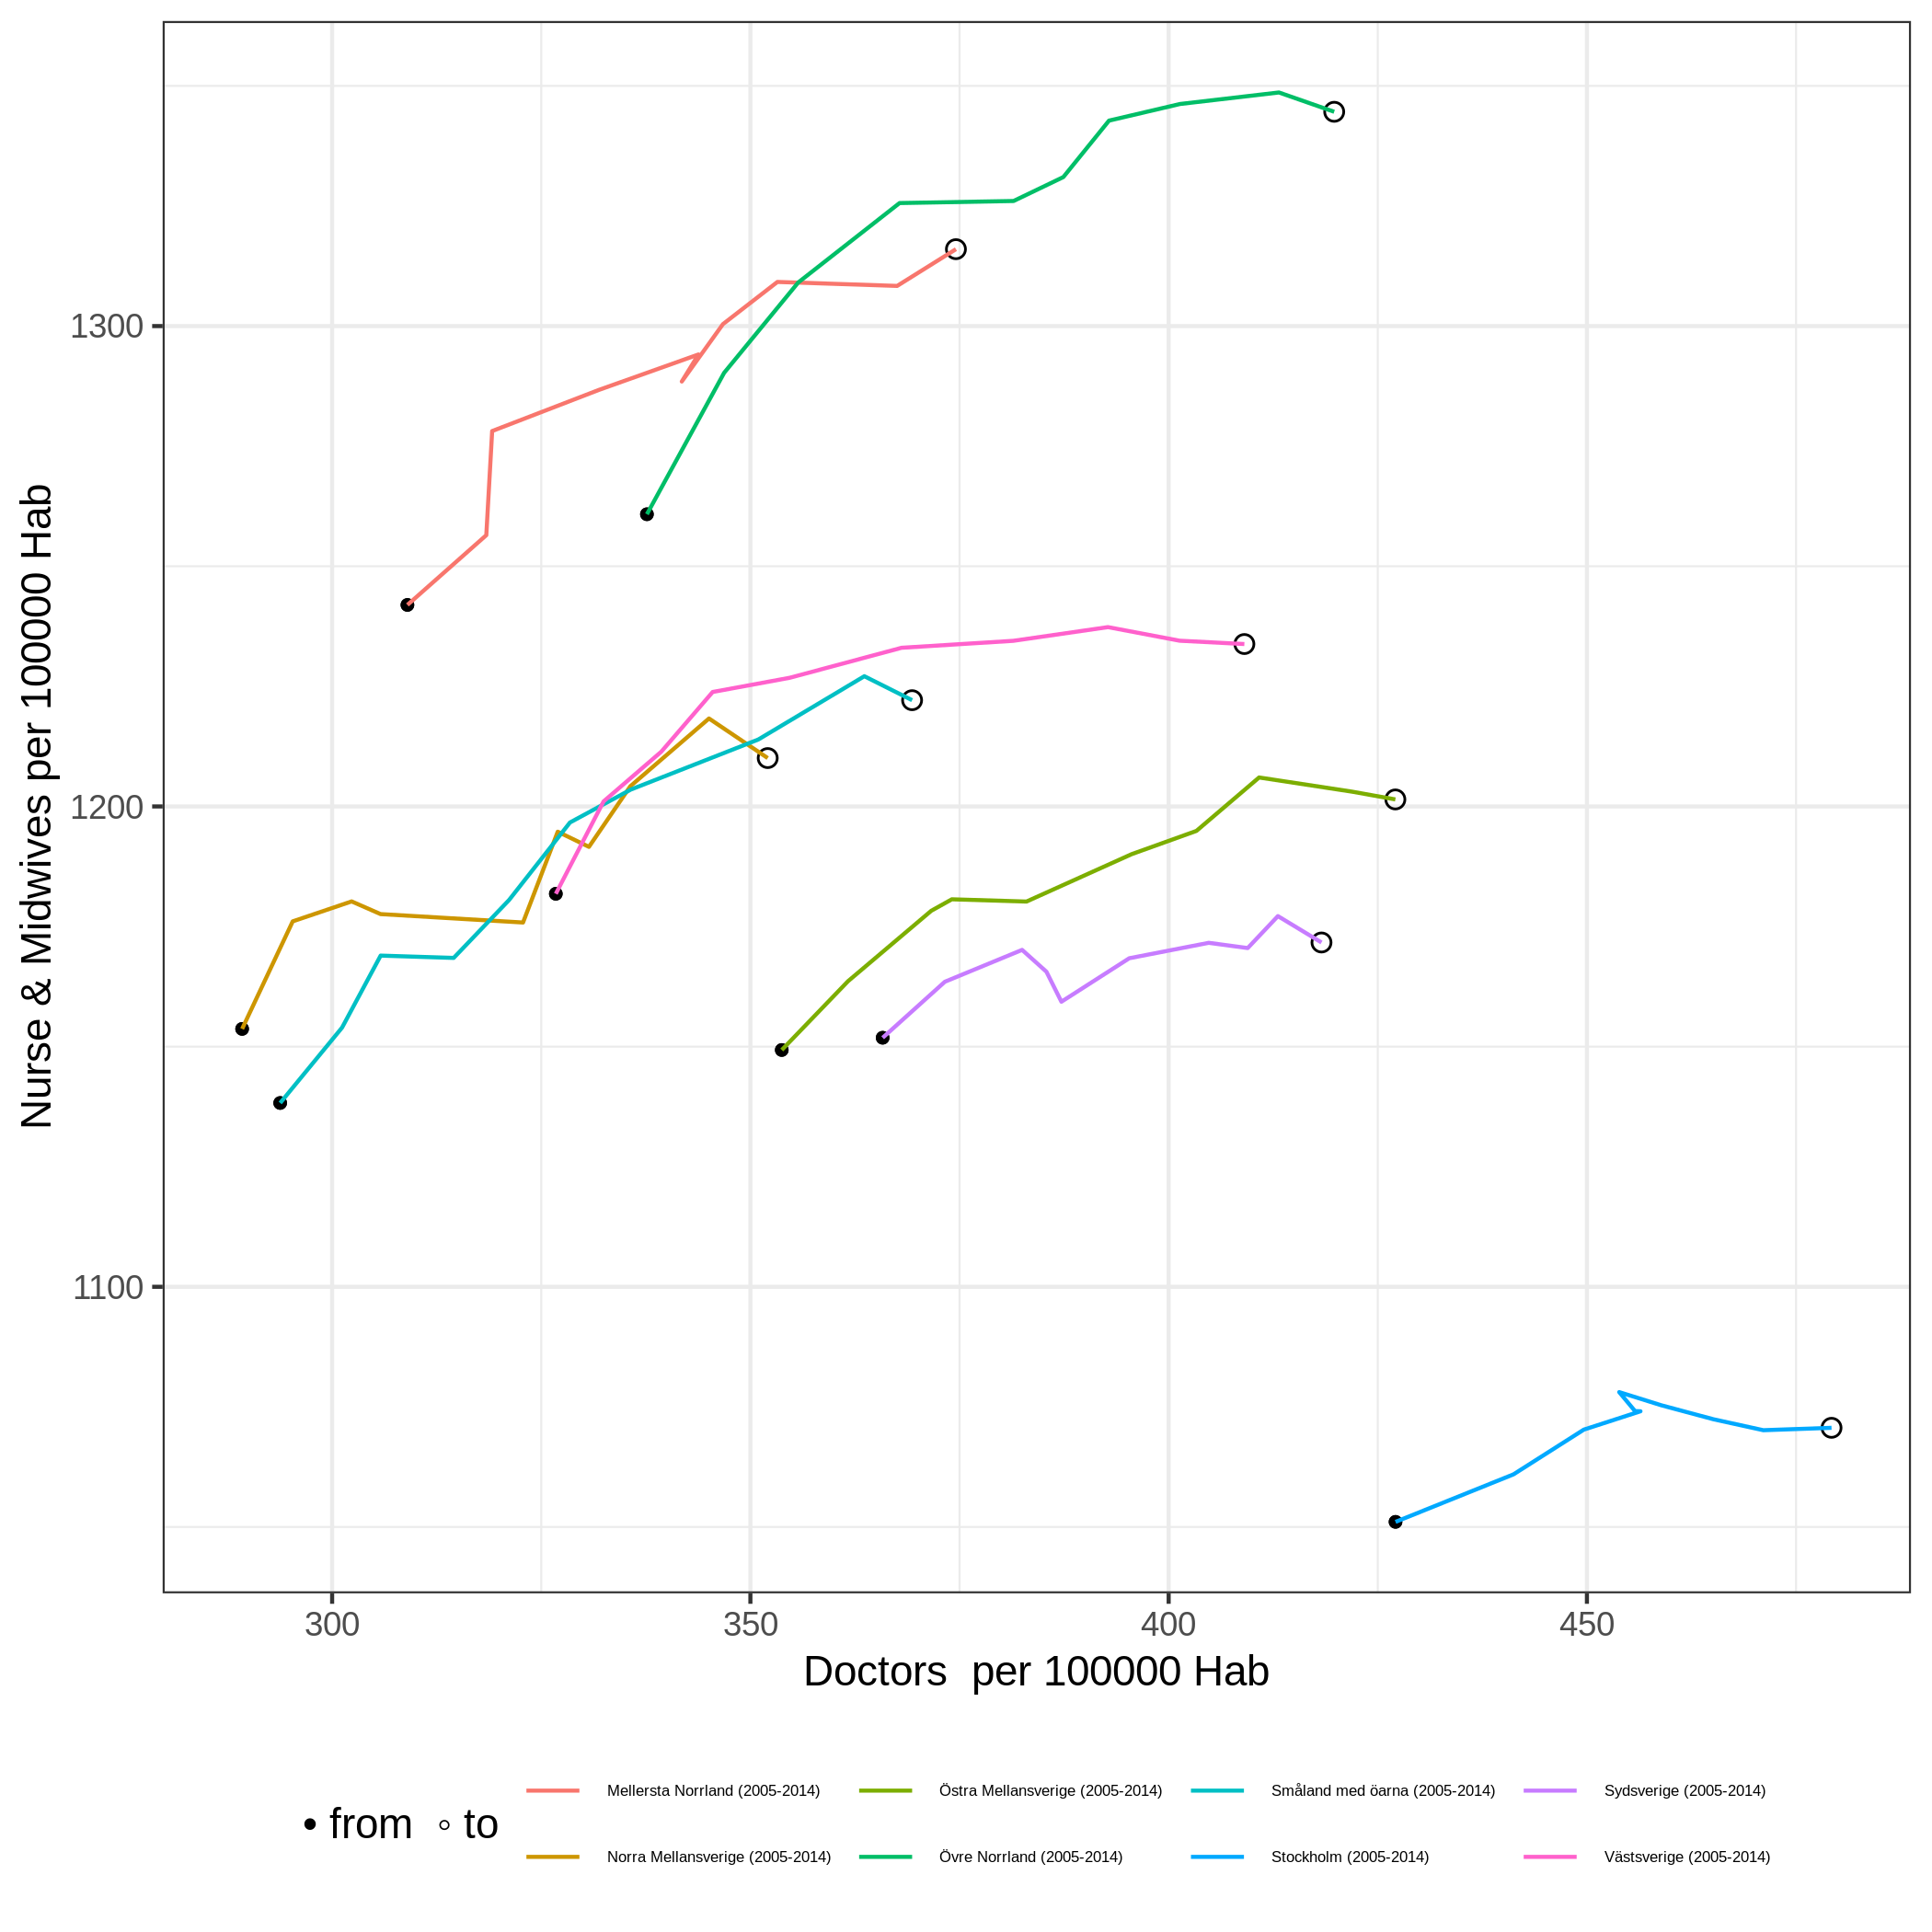 Nurse & Midwives per 100000 Hab
1300
1200
1100
300 350 400 450
Doctors  per 100000 Hab
from to
Mellersta Norrland (2005-2014) Östra Mellansverige (2005-2014) Småland med öarna (2005-2014) Sydsverige (2005-2014)
Norra Mellansverige (2005-2014) Övre Norrland (2005-2014) Stockholm (2005-2014) Västsverige (2005-2014)